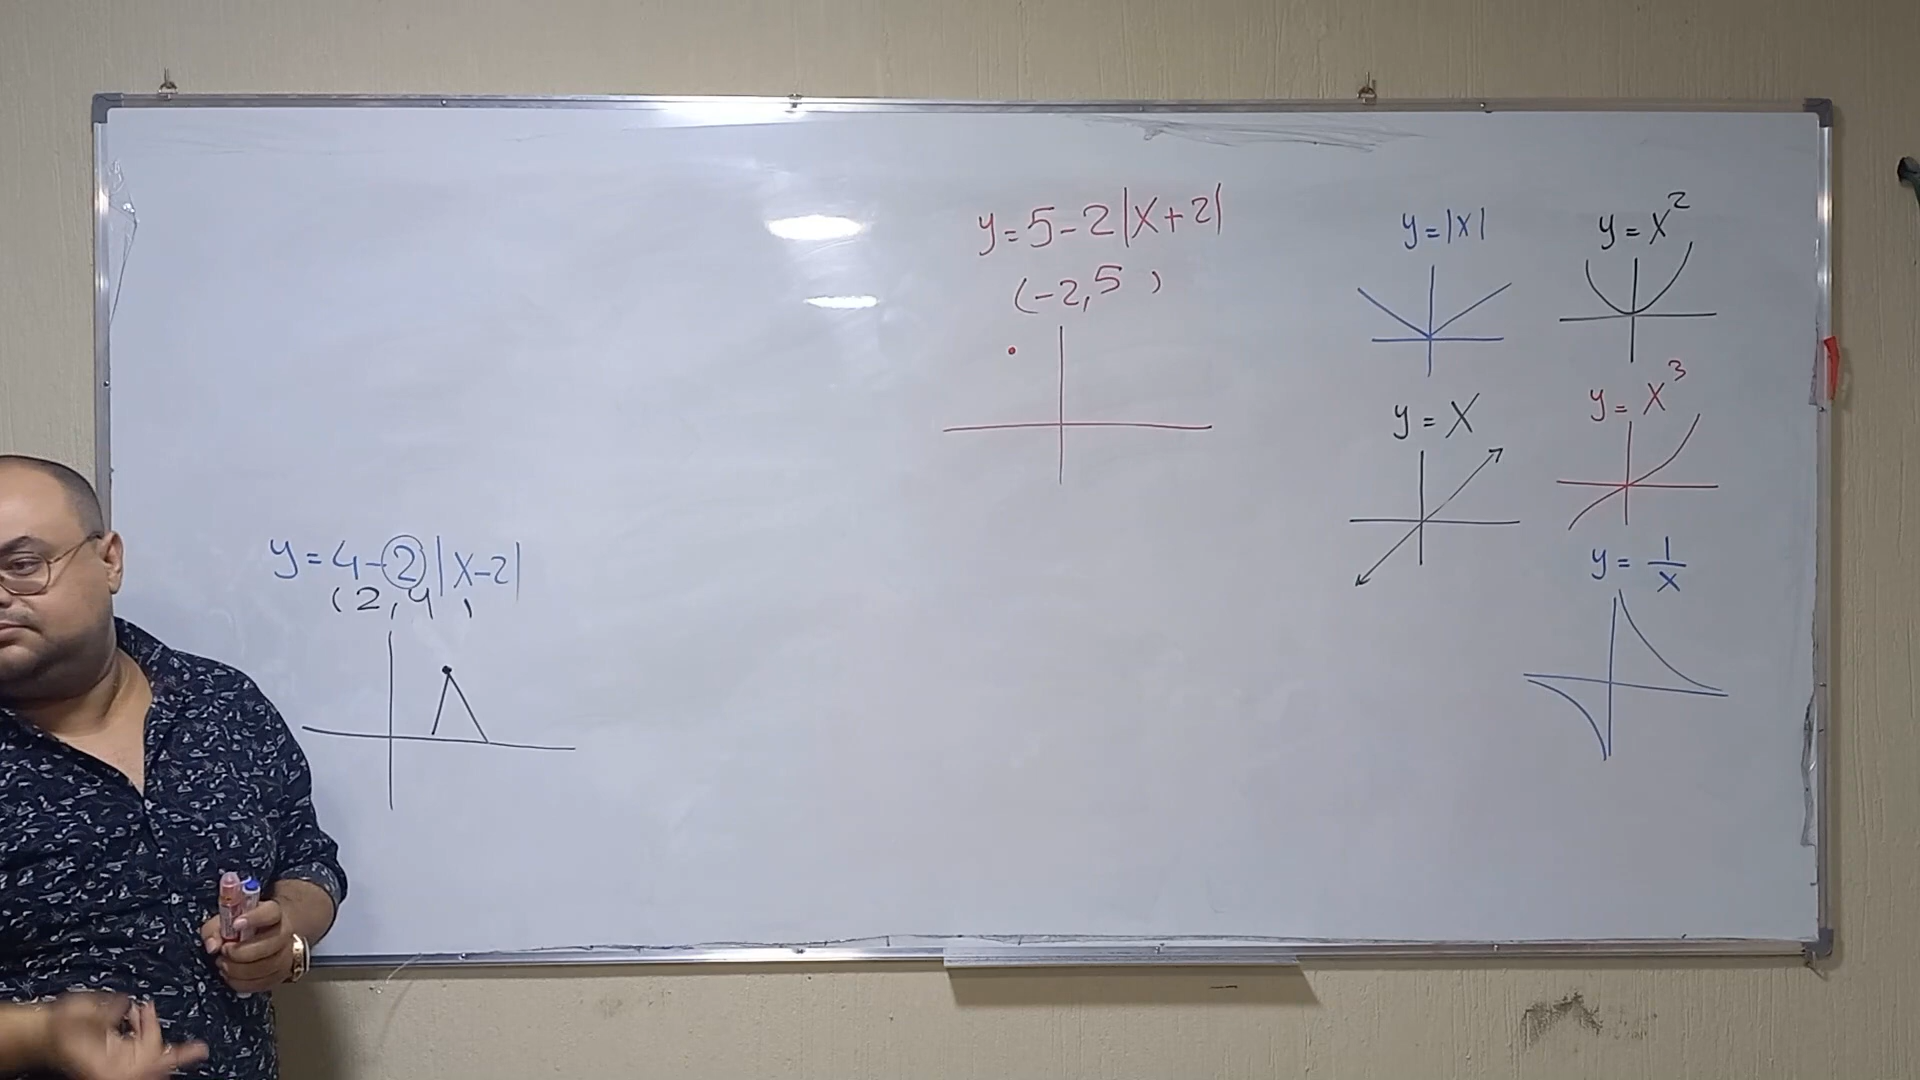 y=5-2|x+2|
(-2,5 )
y=|x|
y=x²
y=x
y=x³
y=1/x
y=4-2|x-2|
(2,4 )